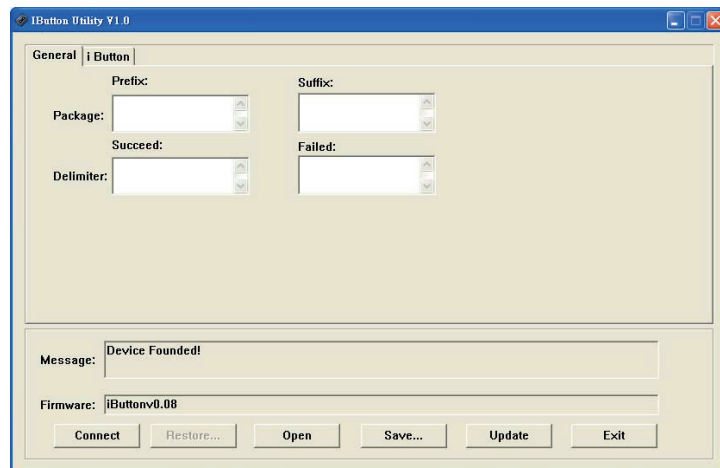 IButton Utility V1.0
General i Button
Prefix: Suffix:
Package:
Succeed: Failed:
Delimiter:
Message: Device Founded!
Firmware: iButtonv0.08
Connect Restore... Open Save... Update Exit